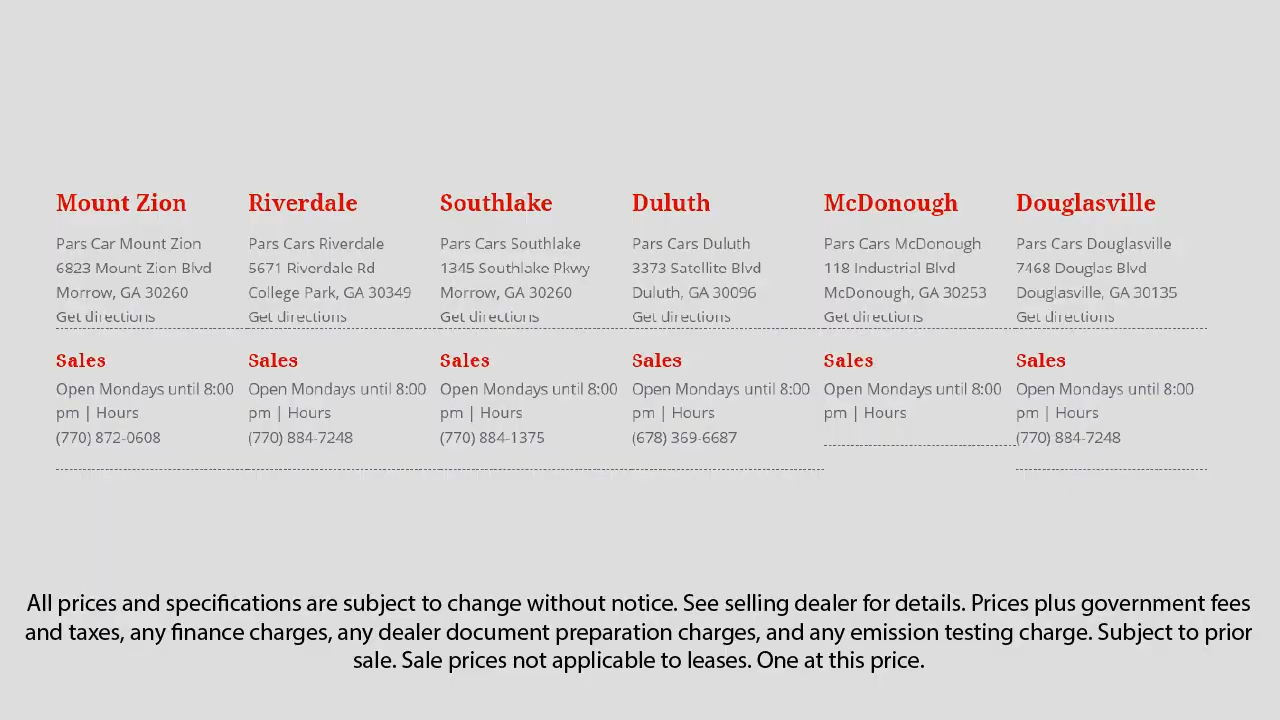 Mount Zion
Pars Car Mount Zion
6823 Mount Zion Blvd
Morrow, GA 30260
Get directions
Sales
Open Mondays until 8:00
pm | Hours
(770) 872-0608
Riverdale
Pars Cars Riverdale
5671 Riverdale Rd
College Park, GA 30349
Get directions
Sales
Open Mondays until 8:00
pm | Hours
(770) 884-7248
Southlake
Pars Cars Southlake
1345 Southlake Pkwy
Morrow, GA 30260
Get directions
Sales
Open Mondays until 8:00
pm | Hours
(770) 884-1375
Duluth
Pars Cars Duluth
3373 Satellite Blvd
Duluth, GA 30096
Get directions
Sales
Open Mondays until 8:00
pm | Hours
(678) 369-6687
McDonough
Pars Cars McDonough
118 Industrial Blvd
McDonough, GA 30253
Get directions
Sales
Open Mondays until 8:00
pm | Hours
Douglasville
Pars Cars Douglasville
7468 Douglas Blvd
Douglasville, GA 30135
Get directions
Sales
Open Mondays until 8:00
pm | Hours
(770) 884-7248
All prices and specifications are subject to change without notice. See selling dealer for details. Prices plus government fees
and taxes, any finance charges, any dealer document preparation charges, and any emission testing charge. Subject to prior
sale. Sale prices not applicable to leases. One at this price.